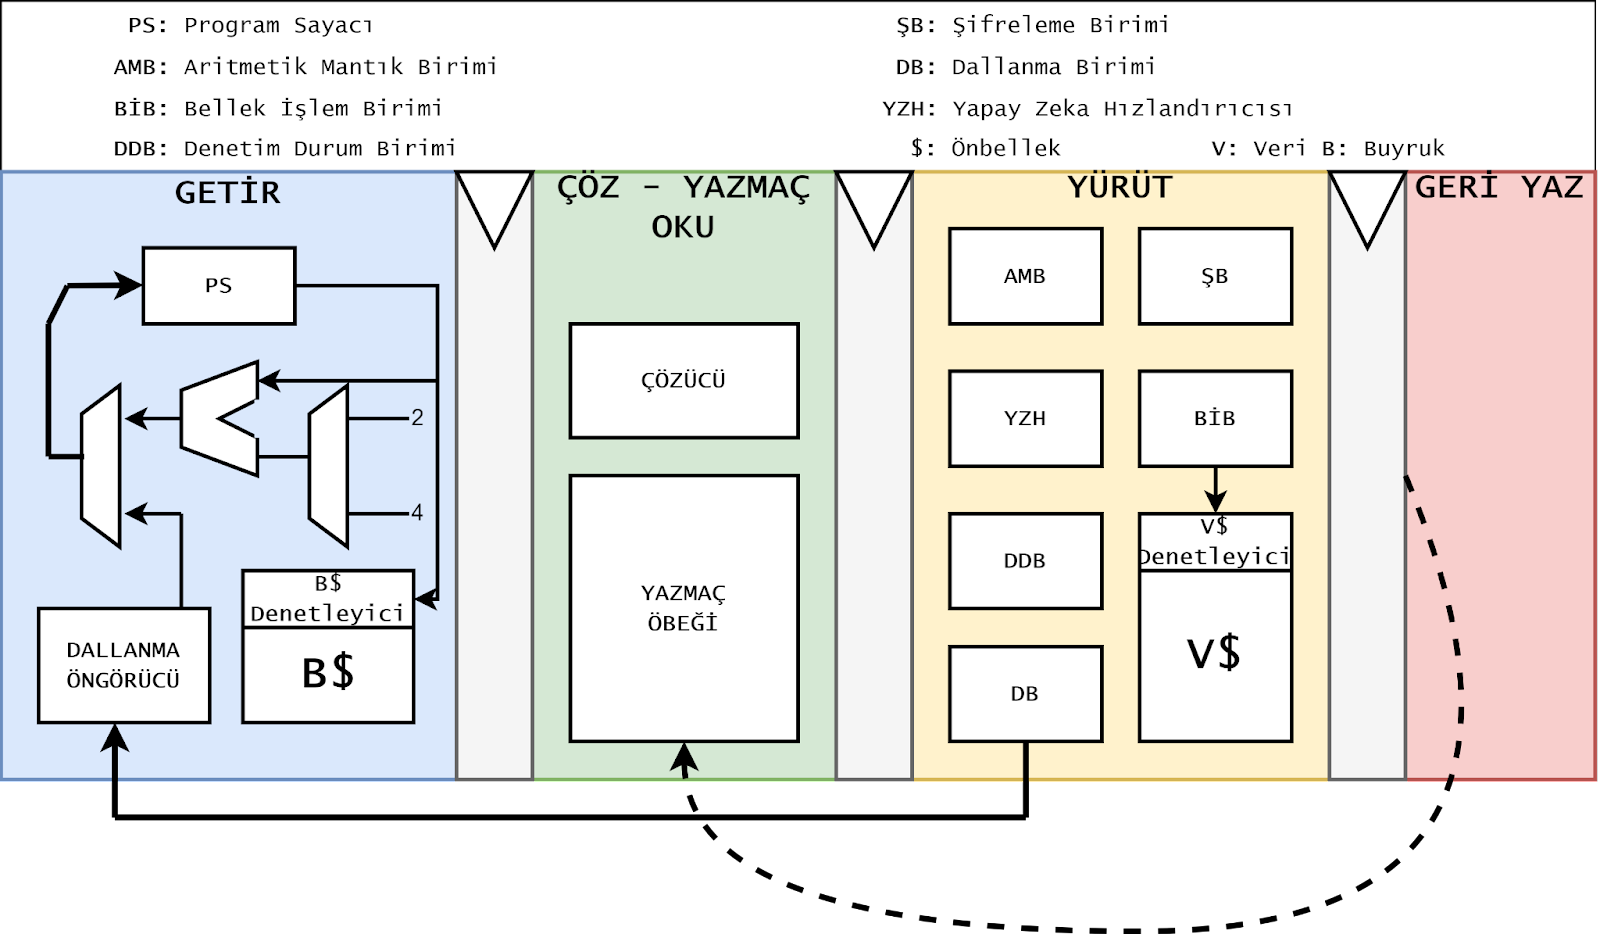 PS: Program Sayacı
ŞB: Şifreleme Birimi
AMB: Aritmetik Mantık Birimi
DB: Dallanma Birimi
BİB: Bellek İşlem Birimi
YZH: Yapay Zeka Hızlandırıcısı
DDB: Denetim Durum Birimi
$: Önbellek
V: Veri B: Buyruk
GETİR
PS
2
4
B$
Denetleyici
B$
DALLANMA
ÖNGÖRÜCÜ
ÇÖZ - YAZMAÇ
OKU
ÇÖZÜCÜ
YAZMAÇ
ÖBEĞİ
YÜRÜT
AMB
ŞB
YZH
BİB
DDB
V$
Denetleyici
V$
DB
GERİ YAZ